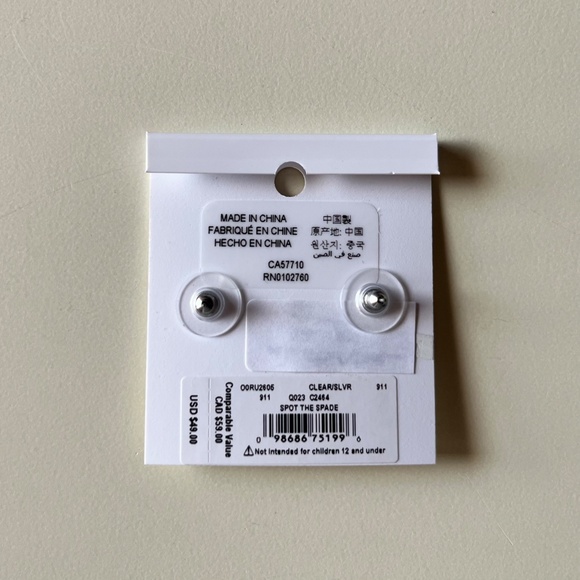 MADE IN CHINA
FABRIQUÉ EN CHINE
HECHO EN CHINA
中国製
原产地: 中国
원산지: 중국
صنع في الصين
CA57710
RN0102760
Comparable Value
CAD $59.00
USD $49.00
O0RU2605 CLEAR/SLVR 911
911 Q023 C2464
SPOT THE SPADE
0 98686 75199 6
⚠Not intended for children 12 and under